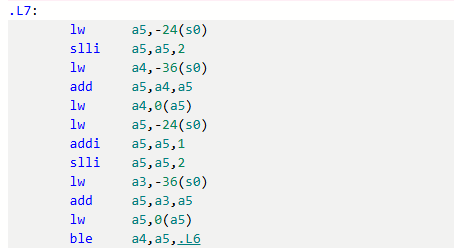 .L7:
lw a5,-24(s0)
slli a5,a5,2
lw a4,-36(s0)
add a5,a4,a5
lw a4,0(a5)
lw a5,-24(s0)
addi a5,a5,1
slli a5,a5,2
lw a3,-36(s0)
add a5,a3,a5
lw a5,0(a5)
ble a4,a5,.L6